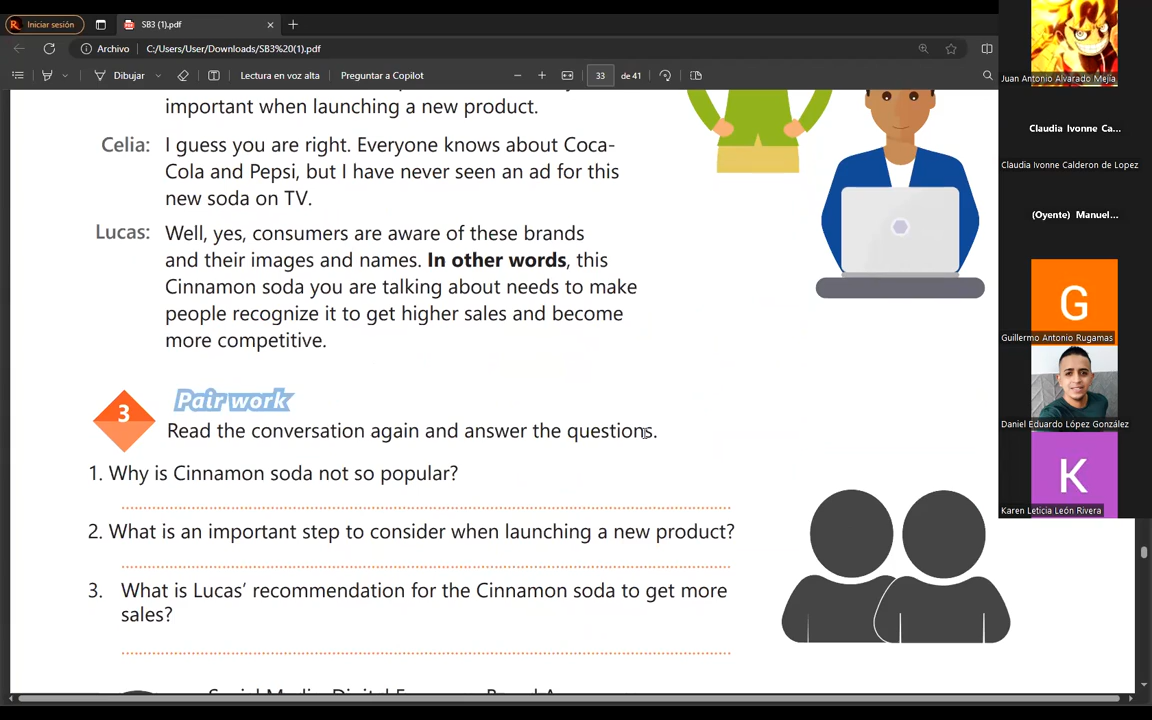 Iniciar sesión
SB3 (1).pdf
Archivo
C:/Users/User/Downloads/SB3%20(1).pdf
Dibujar
Lectura en voz alta
Preguntar a Copilot
33
de 41
important when launching a new product.
Celia: I guess you are right. Everyone knows about Coca-
Cola and Pepsi, but I have never seen an ad for this
new soda on TV.
Lucas: Well, yes, consumers are aware of these brands
and their images and names. In other words, this
Cinnamon soda you are talking about needs to make
people recognize it to get higher sales and become
more competitive.
3
Pair work
Read the conversation again and answer the questions.
1. Why is Cinnamon soda not so popular?
2. What is an important step to consider when launching a new product?
3. What is Lucas' recommendation for the Cinnamon soda to get more
sales?
Juan Antonio Alvarado Mejía
Claudia Ivonne Ca...
Claudia Ivonne Calderon de Lopez
(Oyente) Manuel...
G
Guillermo Antonio Rugamas
Daniel Eduardo López González
K
Karen Leticia León Rivera